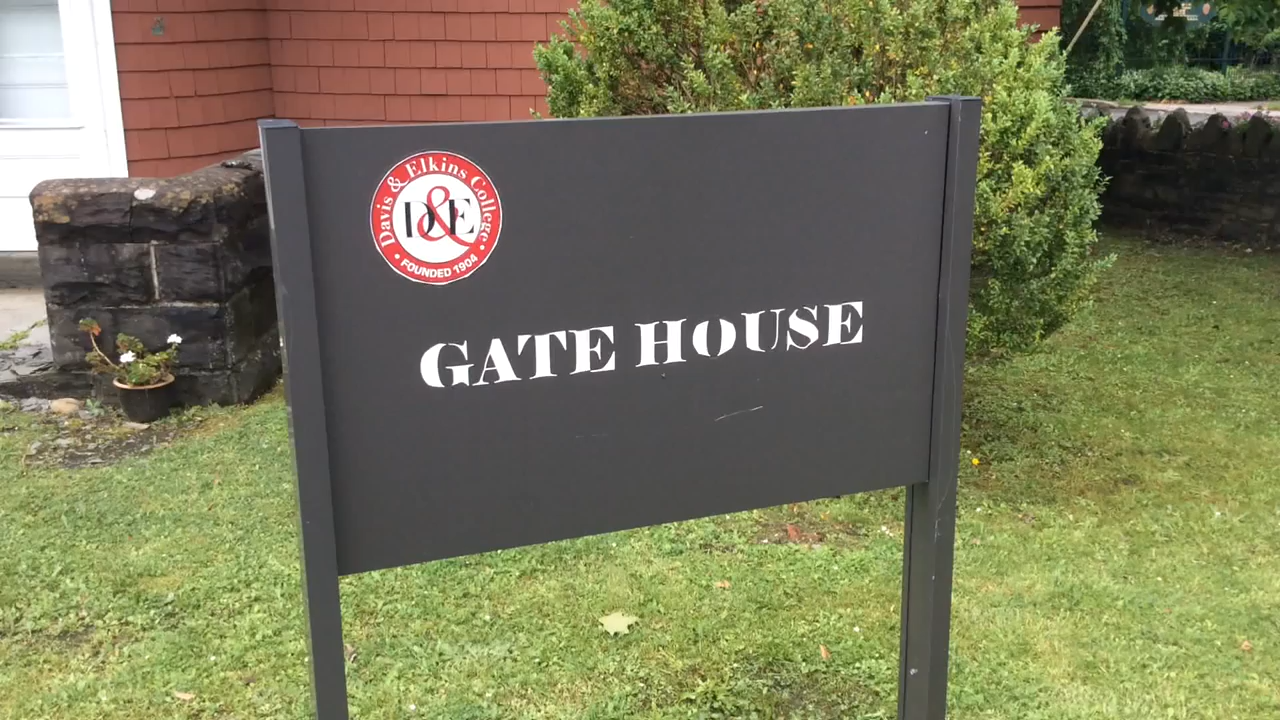 Davis & Elkins College
D&E
• FOUNDED 1904 •
GATE HOUSE